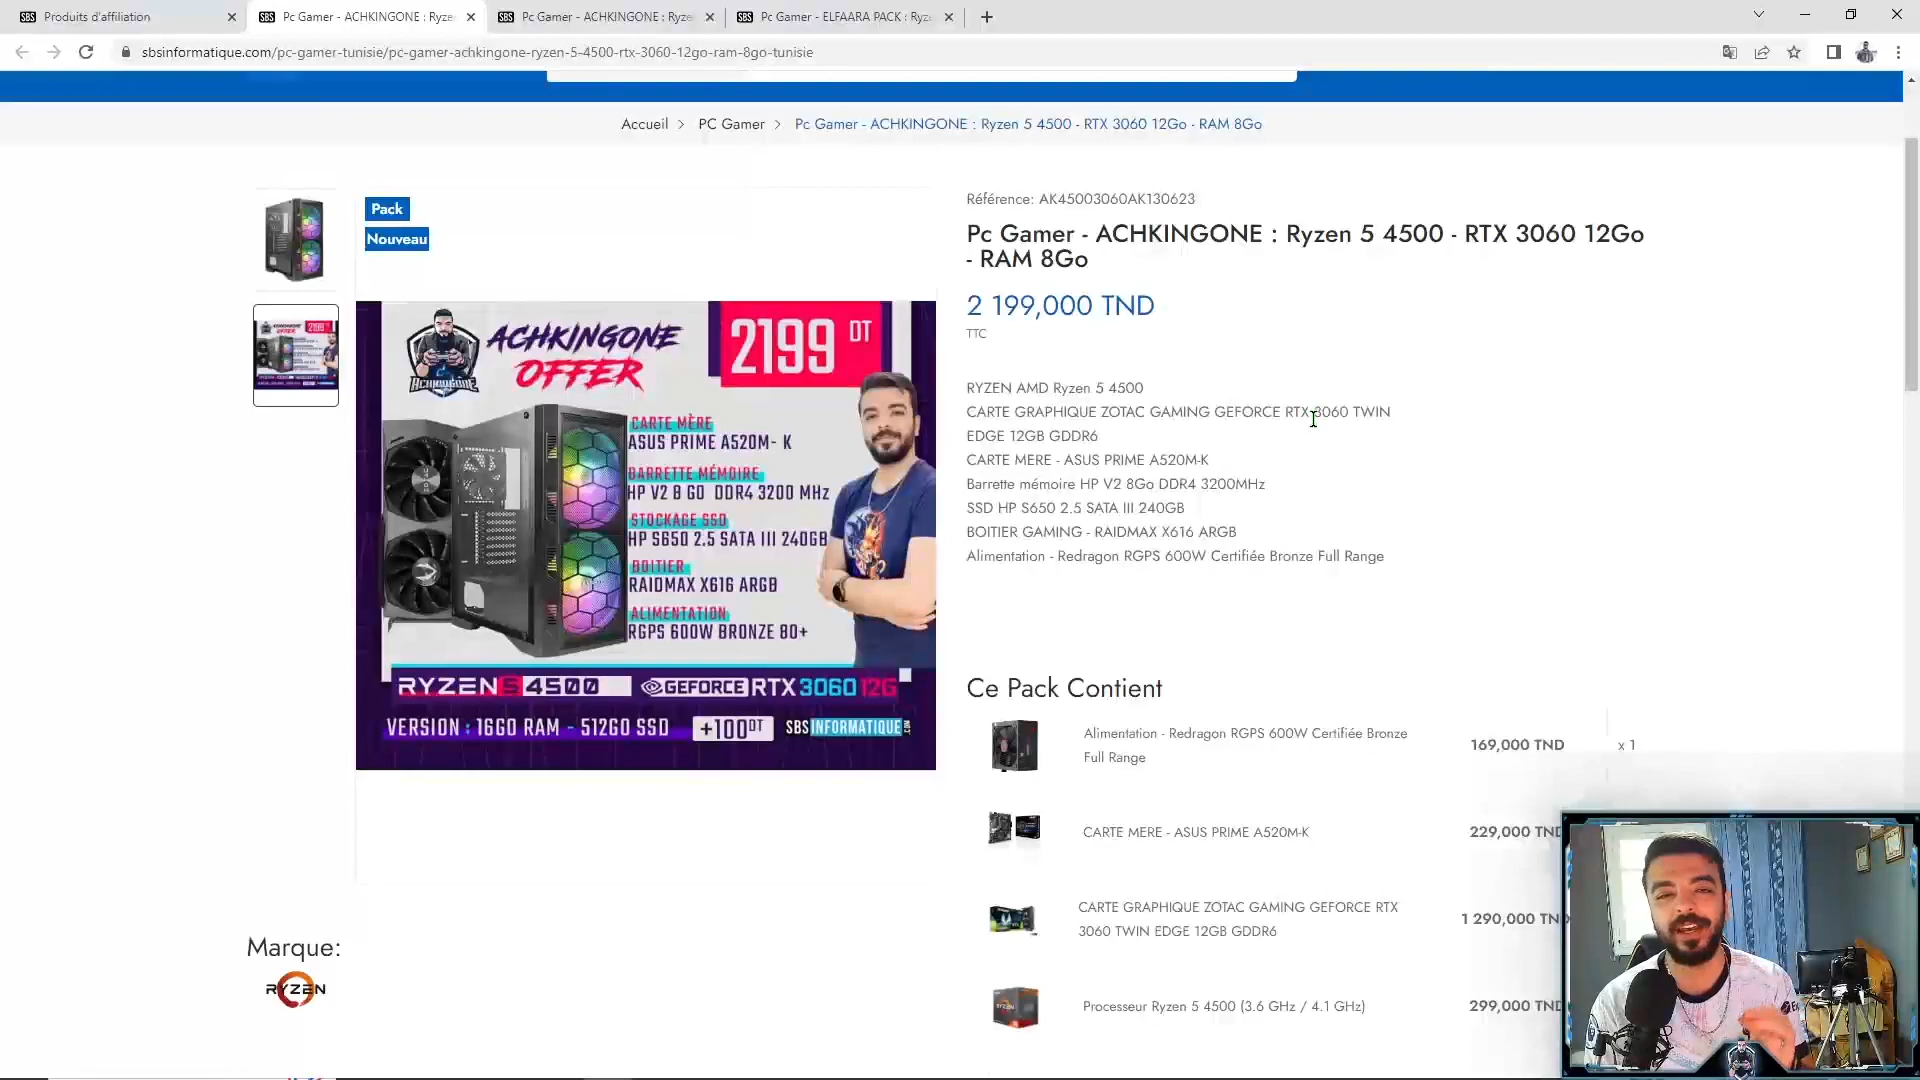 Produits d'affiliation
Pc Gamer - ACHKINGONE : Ryze
Pc Gamer - ACHKINGONE : Ryze
Pc Gamer - ELFAARA PACK : Ryz
sbsinformatique.com/pc-gamer-tunisie/pc-gamer-achkingone-ryzen-5-4500-rtx-3060-12go-ram-8go-tunisie
Accueil > PC Gamer > Pc Gamer - ACHKINGONE : Ryzen 5 4500 - RTX 3060 12Go - RAM 8Go
Pack
Nouveau
ACHKINGONE
OFFER
2199 DT
ACHKINGONE
CARTE MÈRE
ASUS PRIME A520M- K
BARRETTE MÉMOIRE
HP V2 8 GO DDR4 3200 MHz
STOCKAGE SSD
HP S650 2.5 SATA III 240GB
BOITIER
RAIDMAX X616 ARGB
ALIMENTATION
RGPS 600W BRONZE 80+
RYZEN 5 4500 GEFORCE RTX 3060 12G
VERSION : 16GO RAM - 512GO SSD +100DT SBSINFORMATIQUE.COM
Référence: AK45003060AK130623
Pc Gamer - ACHKINGONE : Ryzen 5 4500 - RTX 3060 12Go
- RAM 8Go
2 199,000 TND
TTC
RYZEN AMD Ryzen 5 4500
CARTE GRAPHIQUE ZOTAC GAMING GEFORCE RTX 3060 TWIN
EDGE 12GB GDDR6
CARTE MERE - ASUS PRIME A520M-K
Barrette mémoire HP V2 8Go DDR4 3200MHz
SSD HP S650 2.5 SATA III 240GB
BOITIER GAMING - RAIDMAX X616 ARGB
Alimentation - Redragon RGPS 600W Certifiée Bronze Full Range
Ce Pack Contient
Alimentation - Redragon RGPS 600W Certifiée Bronze
Full Range
169,000 TND x 1
CARTE MERE - ASUS PRIME A520M-K
229,000 TND
CARTE GRAPHIQUE ZOTAC GAMING GEFORCE RTX
3060 TWIN EDGE 12GB GDDR6
1 290,000 TND
Processeur Ryzen 5 4500 (3.6 GHz / 4.1 GHz)
299,000 TND
Marque:
RYZEN